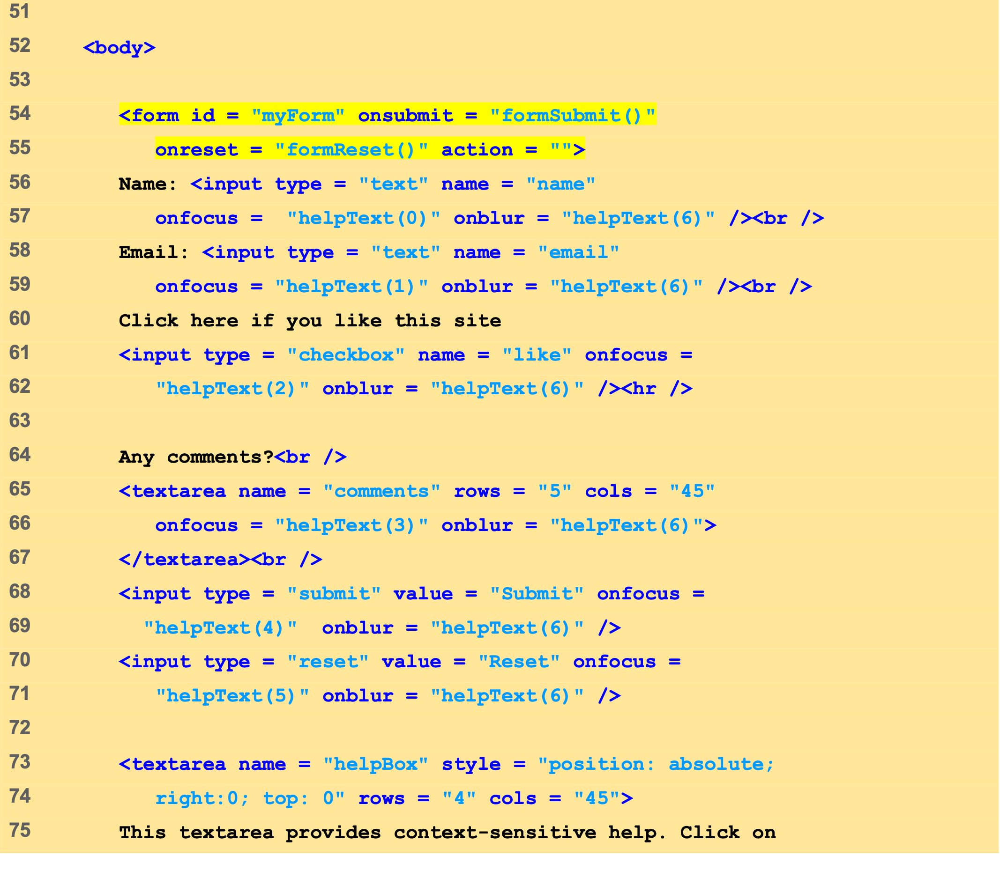 51
52 <body>
53
54 <form id = "myForm" onsubmit = "formSubmit()"
55 onreset = "formReset()" action = "">
56 Name: <input type = "text" name = "name"
57 onfocus =  "helpText(0)" onblur = "helpText(6)" /><br />
58 Email: <input type = "text" name = "email"
59 onfocus = "helpText(1)" onblur = "helpText(6)" /><br />
60 Click here if you like this site
61 <input type = "checkbox" name = "like" onfocus =
62 "helpText(2)" onblur = "helpText(6)" /><hr />
63
64 Any comments?<br />
65 <textarea name = "comments" rows = "5" cols = "45"
66 onfocus = "helpText(3)" onblur = "helpText(6)">
67 </textarea><br />
68 <input type = "submit" value = "Submit" onfocus =
69 "helpText(4)"  onblur = "helpText(6)" />
70 <input type = "reset" value = "Reset" onfocus =
71 "helpText(5)" onblur = "helpText(6)" />
72
73 <textarea name = "helpBox" style = "position: absolute;
74 right:0; top: 0" rows = "4" cols = "45">
75 This textarea provides context-sensitive help. Click on